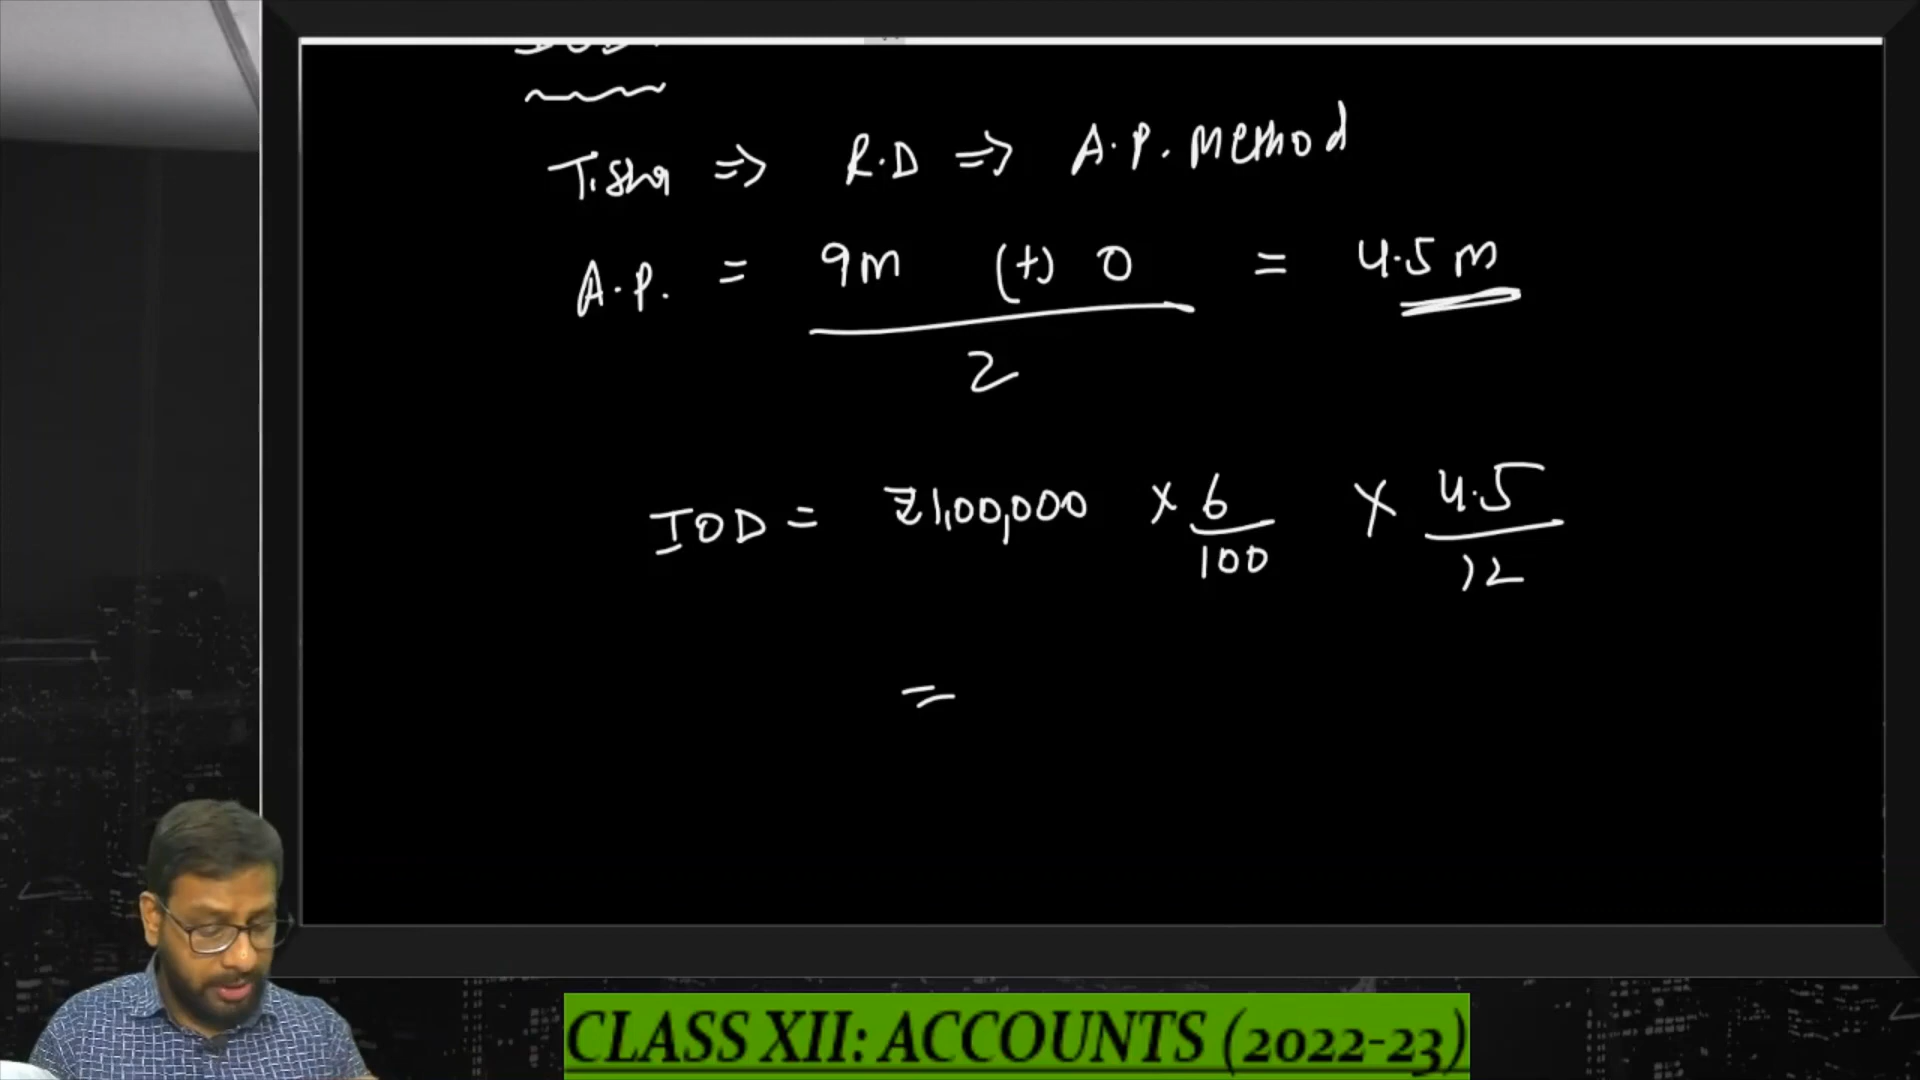 Tisha => R.D => A.P. Method
A.P. = 9m (+) 0 = 4.5 m
2
IOD = ₹1,00,000 × 6 × 4.5
100 12
=
CLASS XII: ACCOUNTS (2022-23)